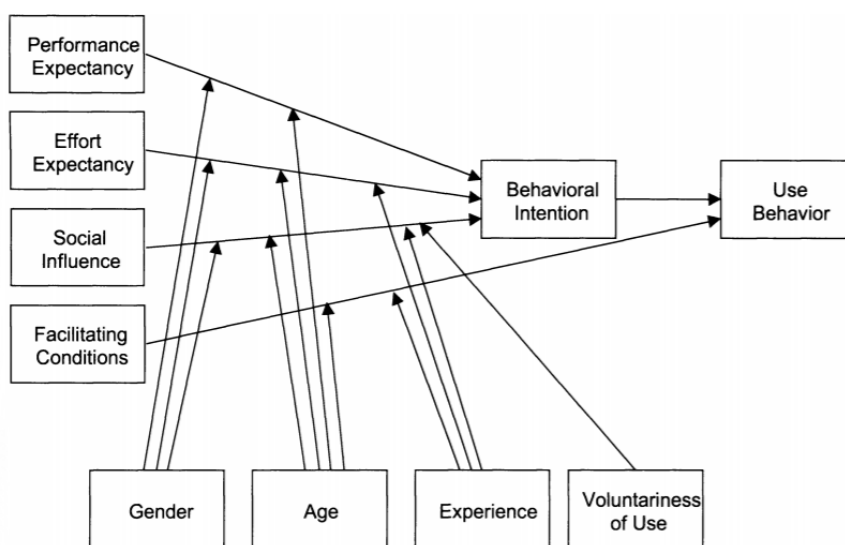 Performance
Expectancy
Effort
Expectancy
Social
Influence
Facilitating
Conditions
Behavioral
Intention
Use
Behavior
Gender
Age
Experience
Voluntariness
of Use